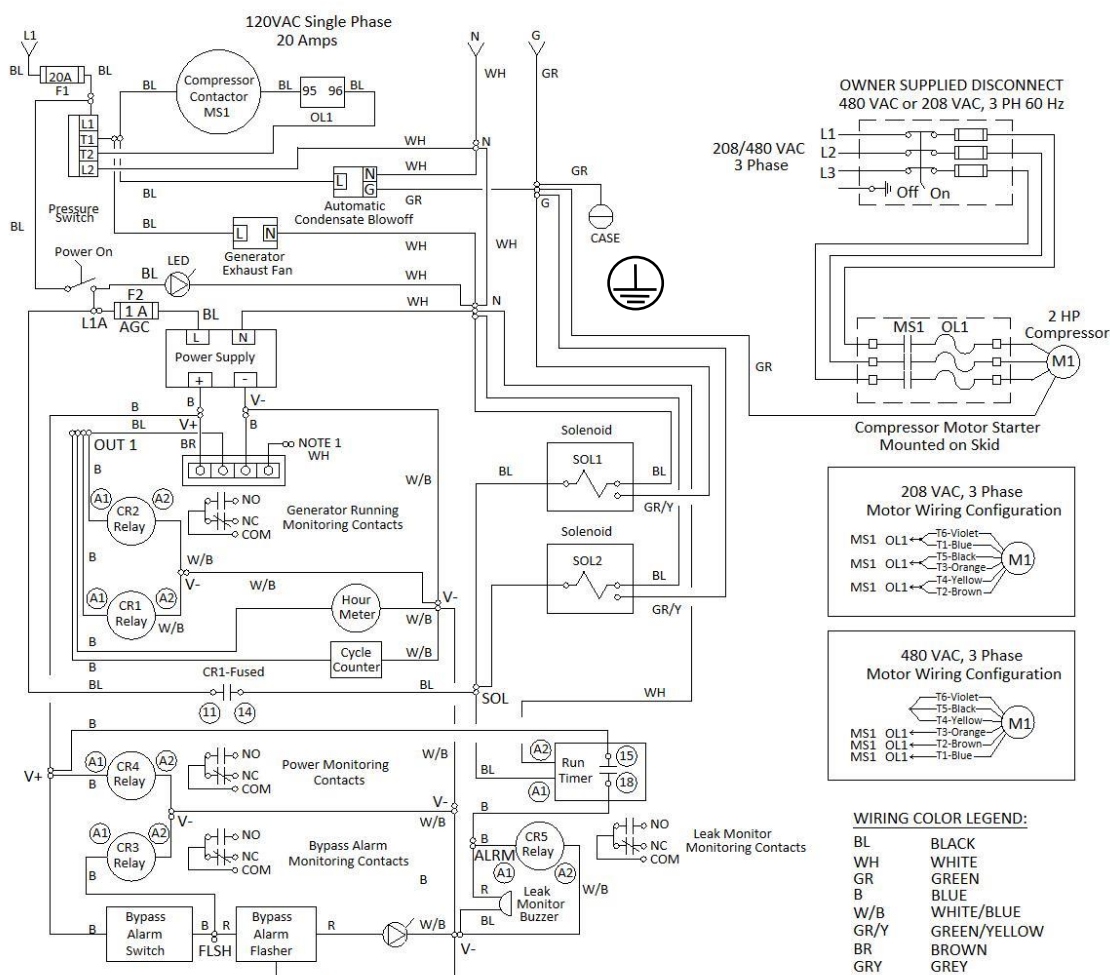 120VAC Single Phase
20 Amps
L1
N
G
BL
20A
BL
F1
Compressor
Contactor
MS1
BL
BL
95 96
BL
OL1
WH
GR
L1
T1
T2
L2
Pressure
Switch
WH
N
WH
L
N
G
GR
Automatic
Condensate Blowoff
BL
BL
BL
L N
Generator
Exhaust Fan
WH
WH
GR
G
CASE
Power On
BL
LED
WH
F2
1 A
AGC
L1A
BL
WH
N
L N
Power Supply
+ -
B
V+
V-
B
B
BL
BR
OUT 1
NOTE 1
WH
W/B
B
A1
A2
CR2
Relay
NO
NC
COM
Generator Running
Monitoring Contacts
W/B
V-
W/B
B
A1
A2
CR1
Relay
W/B
Hour
Meter
V-
W/B
Cycle
Counter
W/B
B
B
CR1-Fused
BL
11
14
BL
SOL
WH
Solenoid
SOL1
BL
BL
GR/Y
Solenoid
SOL2
BL
GR/Y
GR
B
V+
A1
A2
CR4
Relay
B
NO
NC
COM
Power Monitoring
Contacts
W/B
V-
W/B
V-
A1
A2
CR3
Relay
B
NO
NC
COM
Bypass Alarm
Monitoring Contacts
B
B
Bypass
Alarm
Switch
B
R
FLSH
Bypass
Alarm
Flasher
R
W/B
V-
BL
A2
A1
Run
Timer
15
18
B
B
ALRM
CR5
Relay
A1
A2
R
Leak
Monitor
Buzzer
BL
W/B
NO
NC
COM
Leak Monitor
Monitoring Contacts
OWNER SUPPLIED DISCONNECT
480 VAC or 208 VAC, 3 PH 60 Hz
208/480 VAC
3 Phase
L1
L2
L3
Off On
MS1 OL1
2 HP
Compressor
M1
Compressor Motor Starter
Mounted on Skid
208 VAC, 3 Phase
Motor Wiring Configuration
T6-Violet
MS1 OL1
T1-Blue
T5-Black
MS1 OL1
T3-Orange
T4-Yellow
MS1 OL1
T2-Brown
M1
480 VAC, 3 Phase
Motor Wiring Configuration
T6-Violet
T5-Black
T4-Yellow
MS1 OL1 T3-Orange
MS1 OL1 T2-Brown
MS1 OL1 T1-Blue
M1
WIRING COLOR LEGEND:
BL BLACK
WH WHITE
GR GREEN
B BLUE
W/B WHITE/BLUE
GR/Y GREEN/YELLOW
BR BROWN
GRY GREY